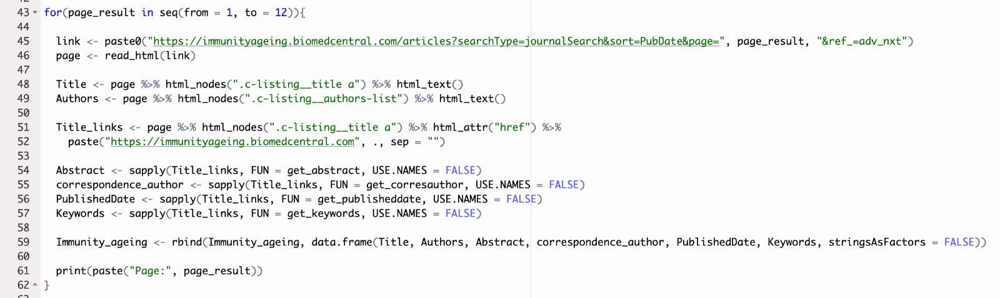 43 for(page_result in seq(from = 1, to = 12)){
44
45 link <- paste0("https://immunityageing.biomedcentral.com/articles?searchType=journalSearch&sort=PubDate&page=", page_result, "&ref_=adv_nxt")
46 page <- read_html(link)
47
48 Title <- page %>% html_nodes(".c-listing__title a") %>% html_text()
49 Authors <- page %>% html_nodes(".c-listing__authors-list") %>% html_text()
50
51 Title_links <- page %>% html_nodes(".c-listing__title a") %>% html_attr("href") %>%
52 paste("https://immunityageing.biomedcentral.com", ., sep = "")
53
54 Abstract <- sapply(Title_links, FUN = get_abstract, USE.NAMES = FALSE)
55 correspondence_author <- sapply(Title_links, FUN = get_corresauthor, USE.NAMES = FALSE)
56 PublishedDate <- sapply(Title_links, FUN = get_publisheddate, USE.NAMES = FALSE)
57 Keywords <- sapply(Title_links, FUN = get_keywords, USE.NAMES = FALSE)
58
59 Immunity_ageing <- rbind(Immunity_ageing, data.frame(Title, Authors, Abstract, correspondence_author, PublishedDate, Keywords, stringsAsFactors = FALSE))
60
61 print(paste("Page:", page_result))
62 }